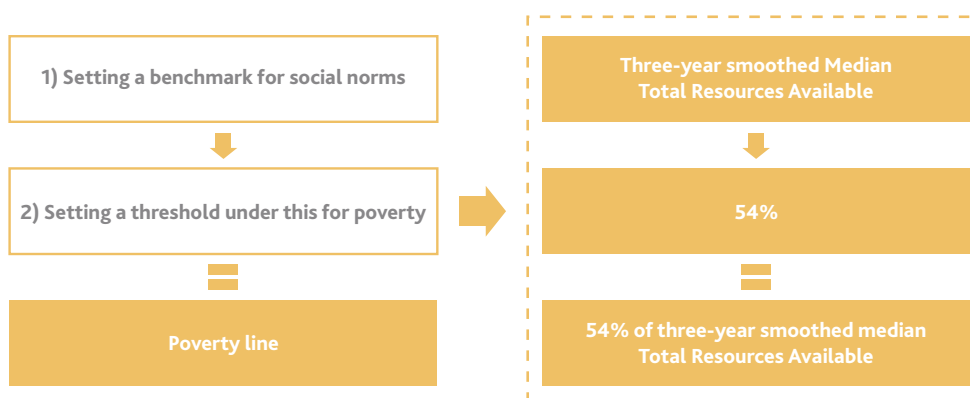 1) Setting a benchmark for social norms
2) Setting a threshold under this for poverty
Poverty line
Three-year smoothed Median
Total Resources Available
54%
54% of three-year smoothed median
Total Resources Available